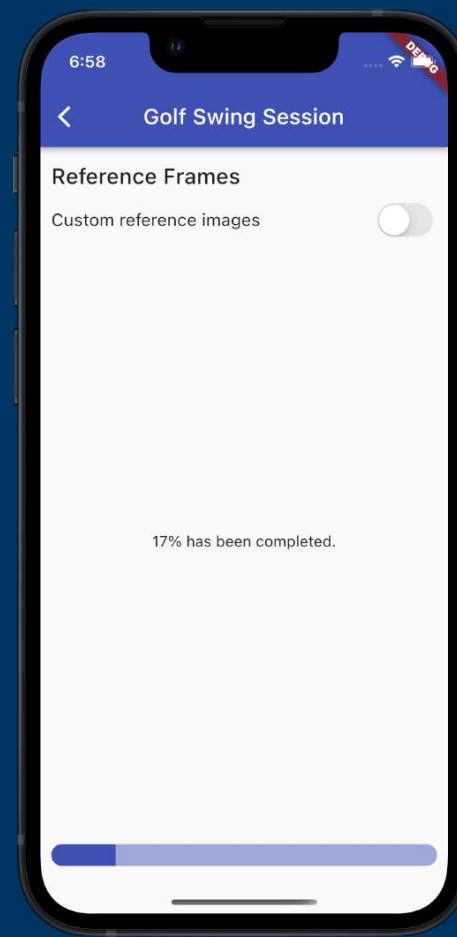 6:58
DEBUG
Golf Swing Session
Reference Frames
Custom reference images
17% has been completed.